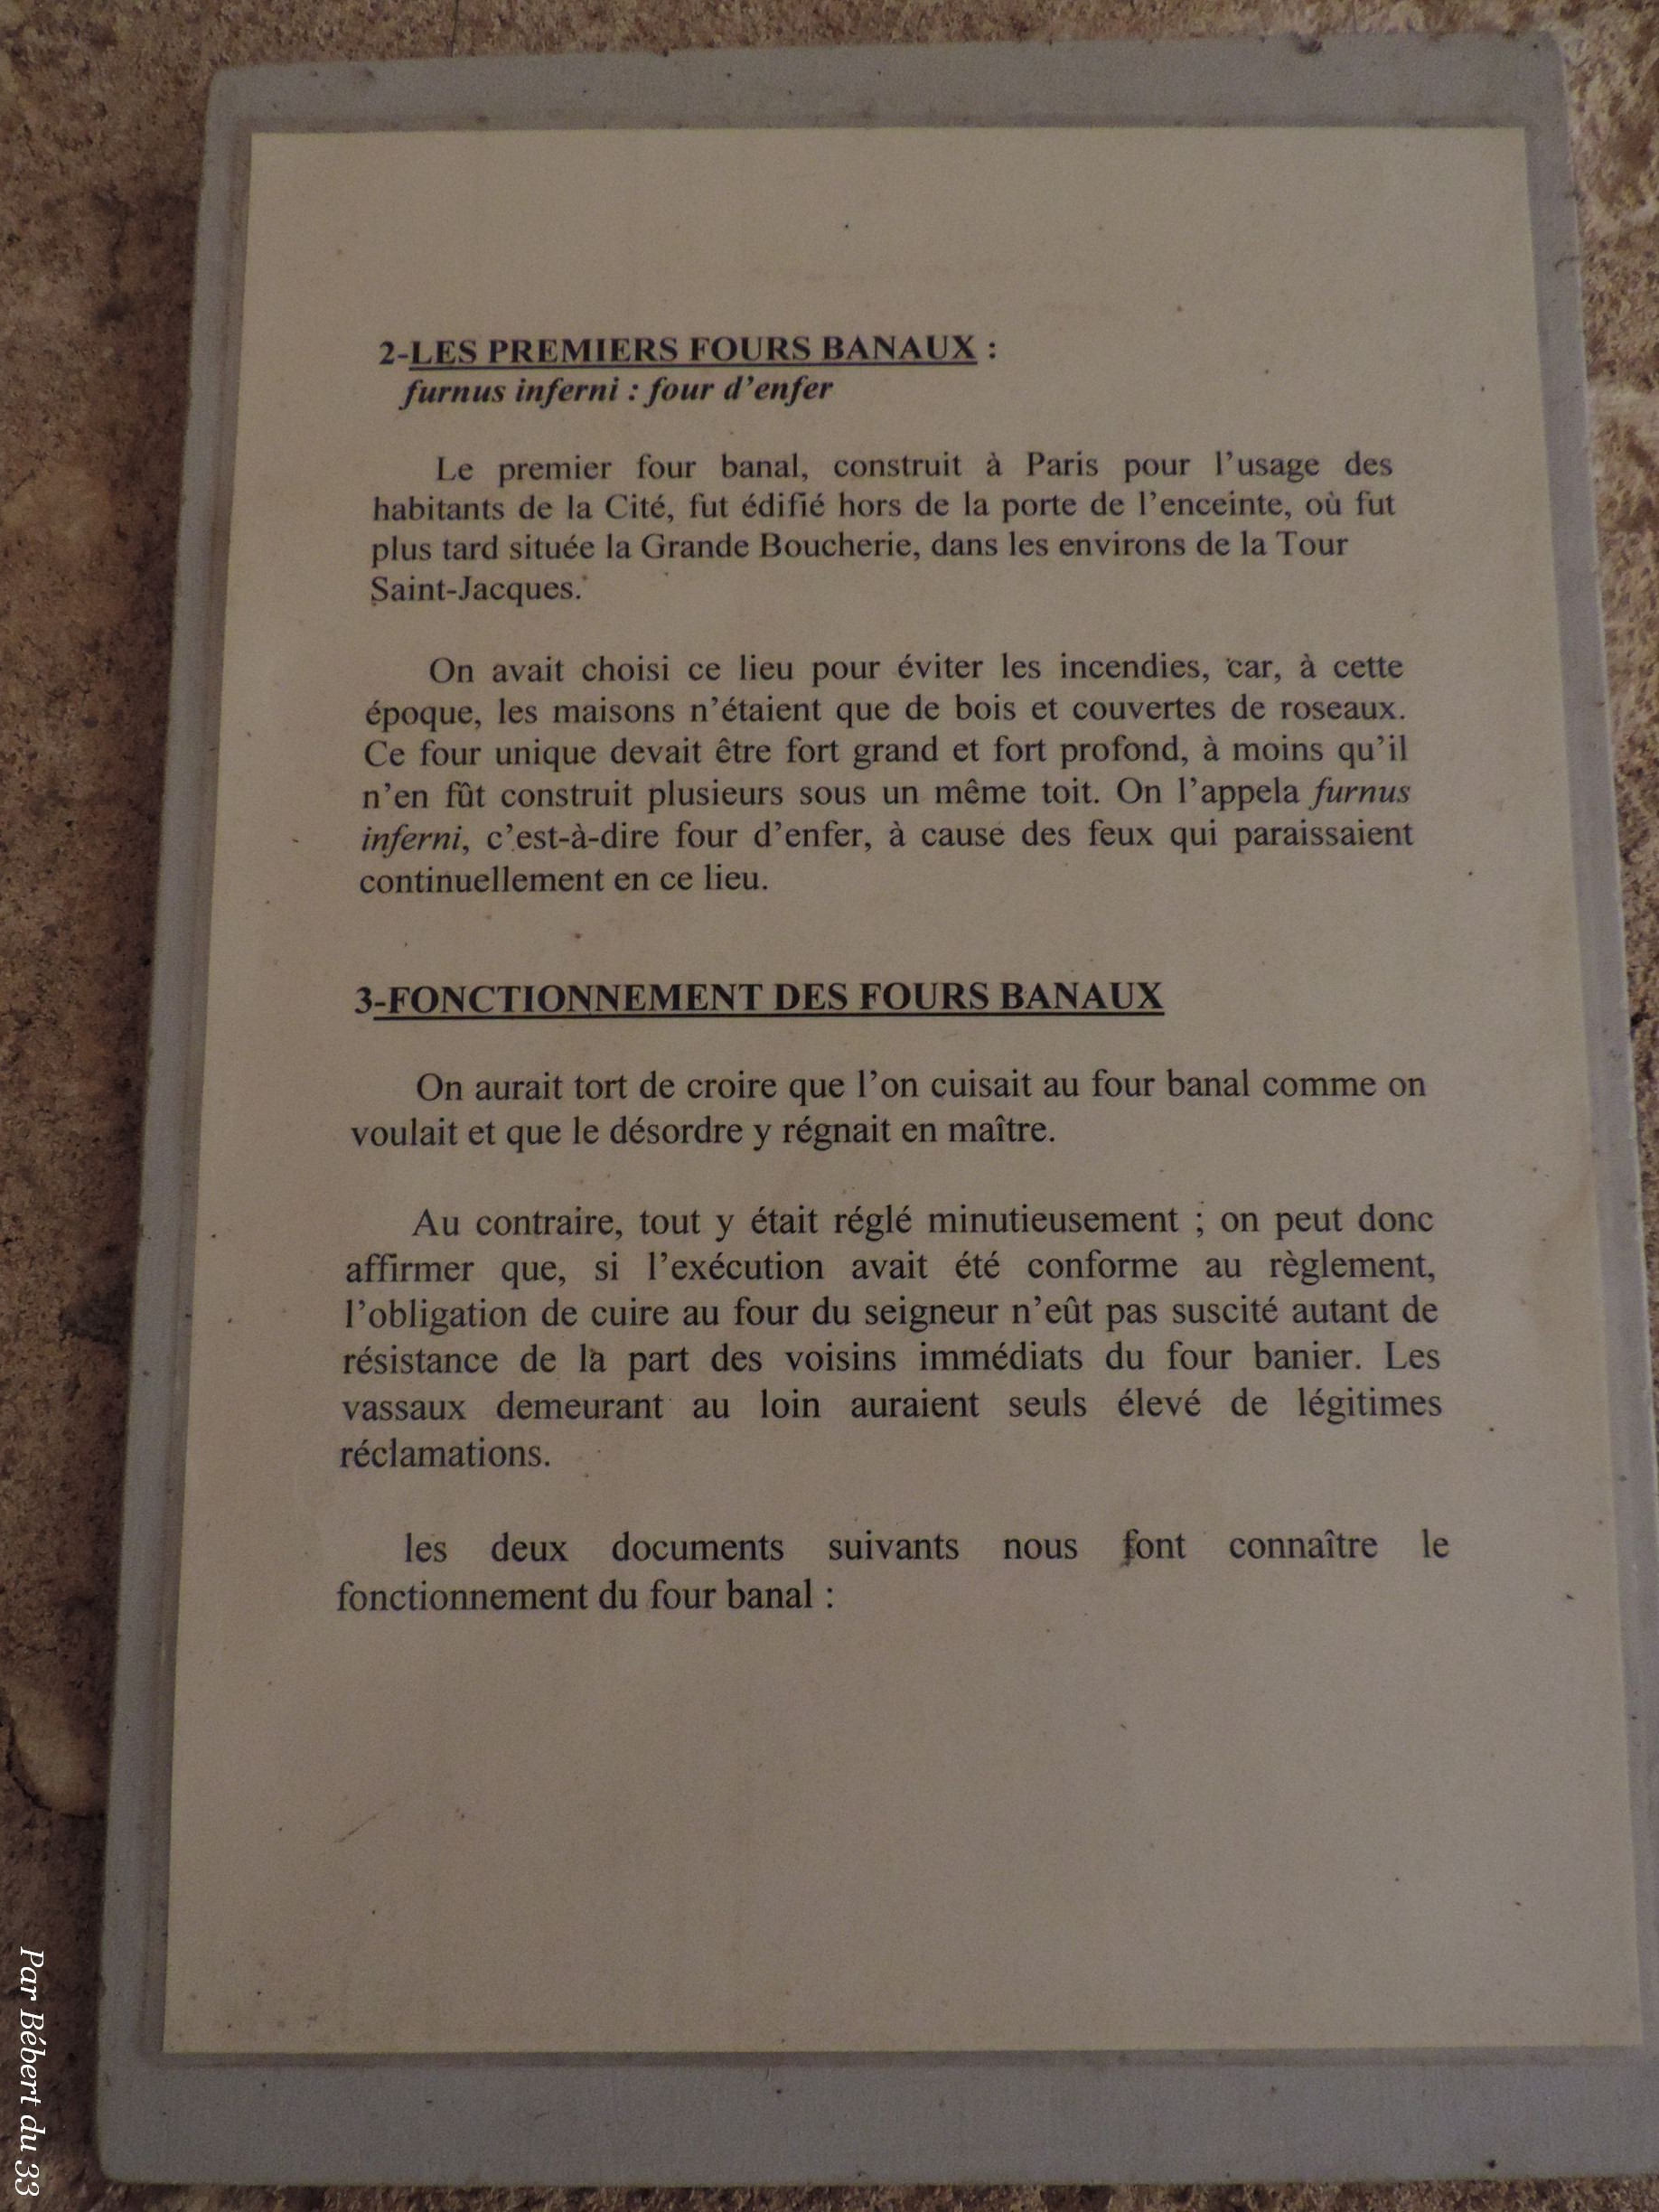 2-LES PREMIERS FOURS BANAUX :
furnus inferni : four d’enfer
Le premier four banal, construit à Paris pour l’usage des
habitants de la Cité, fut édifié hors de la porte de l’enceinte, où fut
plus tard située la Grande Boucherie, dans les environs de la Tour
Saint-Jacques.
On avait choisi ce lieu pour éviter les incendies, car, à cette
époque, les maisons n’étaient que de bois et couvertes de roseaux.
Ce four unique devait être fort grand et fort profond, à moins qu’il
n’en fût construit plusieurs sous un même toit. On l’appela furnus
inferni, c’est-à-dire four d’enfer, à cause des feux qui paraissaient
continuellement en ce lieu.
3-FONCTIONNEMENT DES FOURS BANAUX
On aurait tort de croire que l’on cuisait au four banal comme on
voulait et que le désordre y régnait en maître.
Au contraire, tout y était réglé minutieusement ; on peut donc
affirmer que, si l’exécution avait été conforme au règlement,
l’obligation de cuire au four du seigneur n’eût pas suscité autant de
résistance de la part des voisins immédiats du four banier. Les
vassaux demeurant au loin auraient seuls élevé de légitimes
réclamations.
les deux documents suivants nous font connaître le
fonctionnement du four banal :
Par Bébert du 33